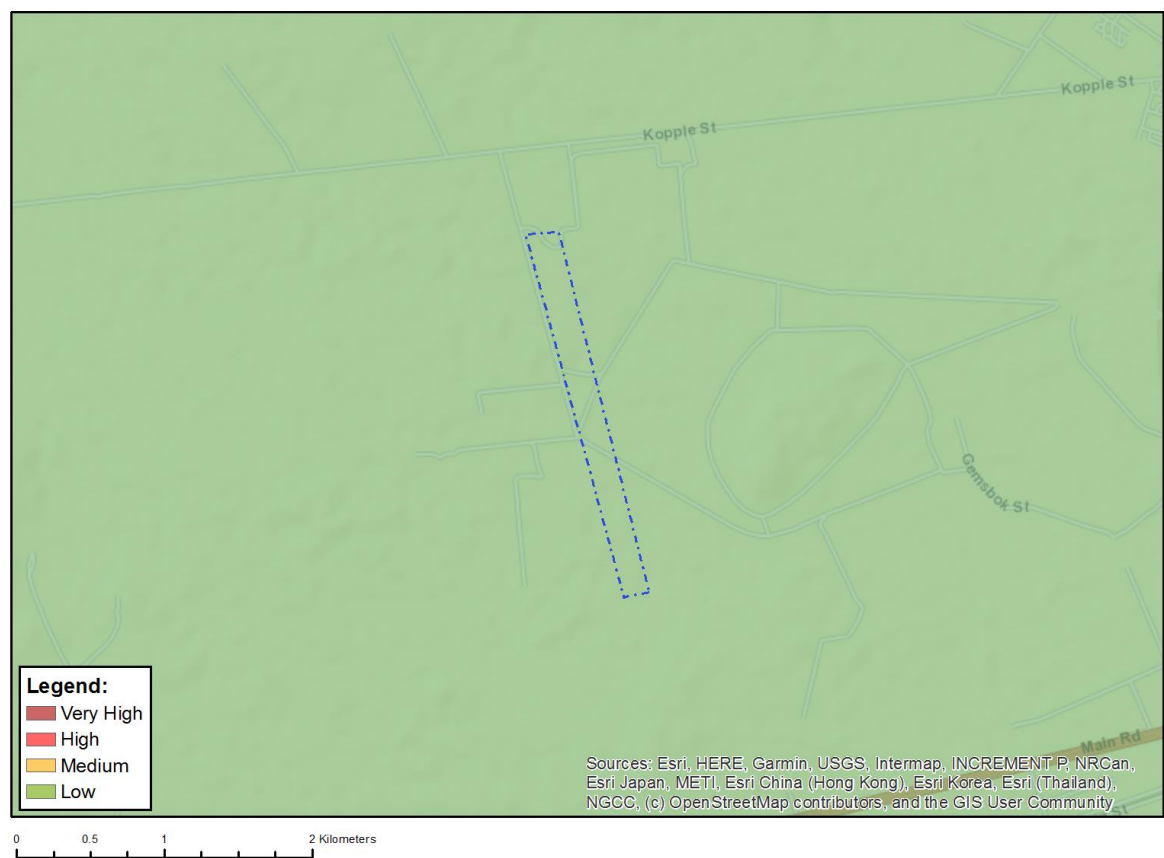 Kopple St
Kopple St
Gemsbok St
Main Rd
St
Legend:
Very High
High
Medium
Low
Sources: Esri, HERE, Garmin, USGS, Intermap, INCREMENT P, NRCan,
Esri Japan, METI, Esri China (Hong Kong), Esri Korea, Esri (Thailand),
NGCC, (c) OpenStreetMap contributors, and the GIS User Community
0 0.5 1 2 Kilometers